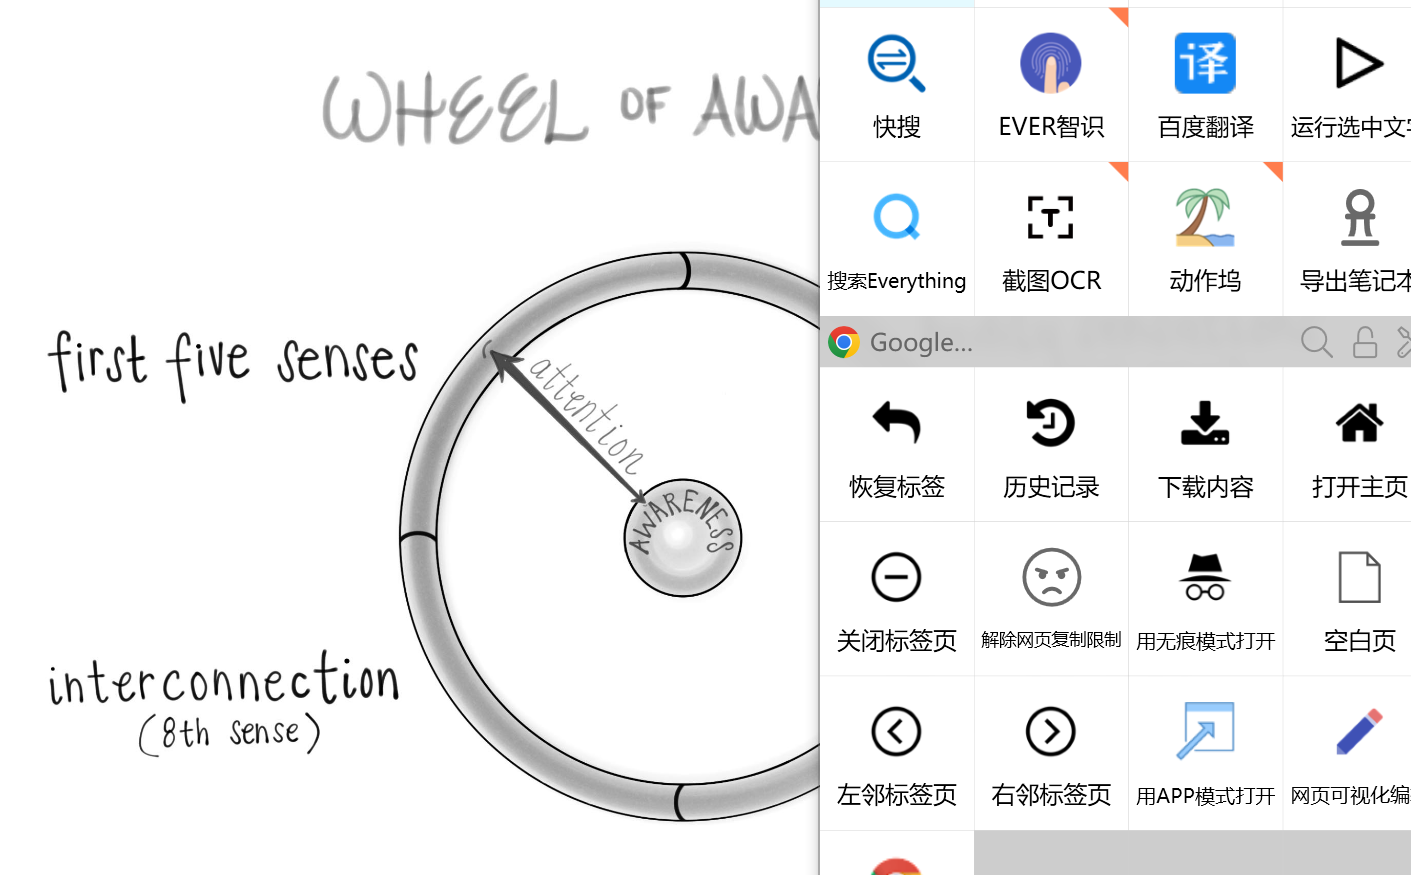 WHEEL OF AWA
first five senses
attention
AWARENESS
interconnection
(8th sense)
快搜
EVER智识
译
百度翻译
运行选中文字
搜索Everything
T
截图OCR
动作坞
导出笔记本
Google...
恢复标签
历史记录
下载内容
打开主页
关闭标签页
解除网页复制限制
用无痕模式打开
空白页
左邻标签页
右邻标签页
用APP模式打开
网页可视化编